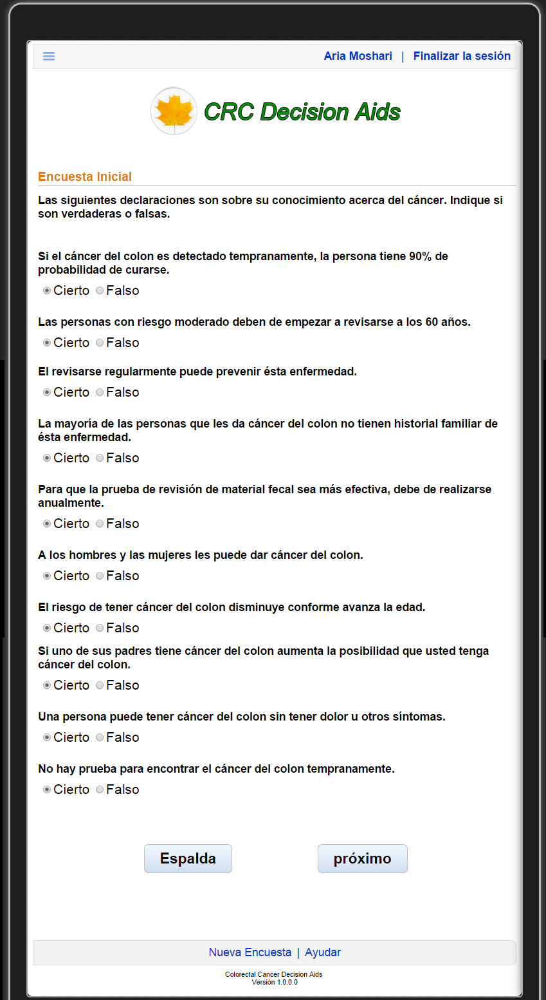 Aria Moshari | Finalizar la sesión
CRC Decision Aids
Encuesta Inicial
Las siguientes declaraciones son sobre su conocimiento acerca del cáncer. Indique si
son verdaderas o falsas.
Si el cáncer del colon es detectado tempranamente, la persona tiene 90% de
probabilidad de curarse.
Cierto Falso
Las personas con riesgo moderado deben de empezar a revisarse a los 60 años.
Cierto Falso
El revisarse regularmente puede prevenir ésta enfermedad.
Cierto Falso
La mayoría de las personas que les da cáncer del colon no tienen historial familiar de
ésta enfermedad.
Cierto Falso
Para que la prueba de revisión de material fecal sea más efectiva, debe de realizarse
anualmente.
Cierto Falso
A los hombres y las mujeres les puede dar cáncer del colon.
Cierto Falso
El riesgo de tener cáncer del colon disminuye conforme avanza la edad.
Cierto Falso
Si uno de sus padres tiene cáncer del colon aumenta la posibilidad que usted tenga
cáncer del colon.
Cierto Falso
Una persona puede tener cáncer del colon sin tener dolor u otros síntomas.
Cierto Falso
No hay prueba para encontrar el cáncer del colon tempranamente.
Cierto Falso
Espalda próximo
Nueva Encuesta | Ayudar
Colorectal Cancer Decision Aids
Versión 1.0.0.0